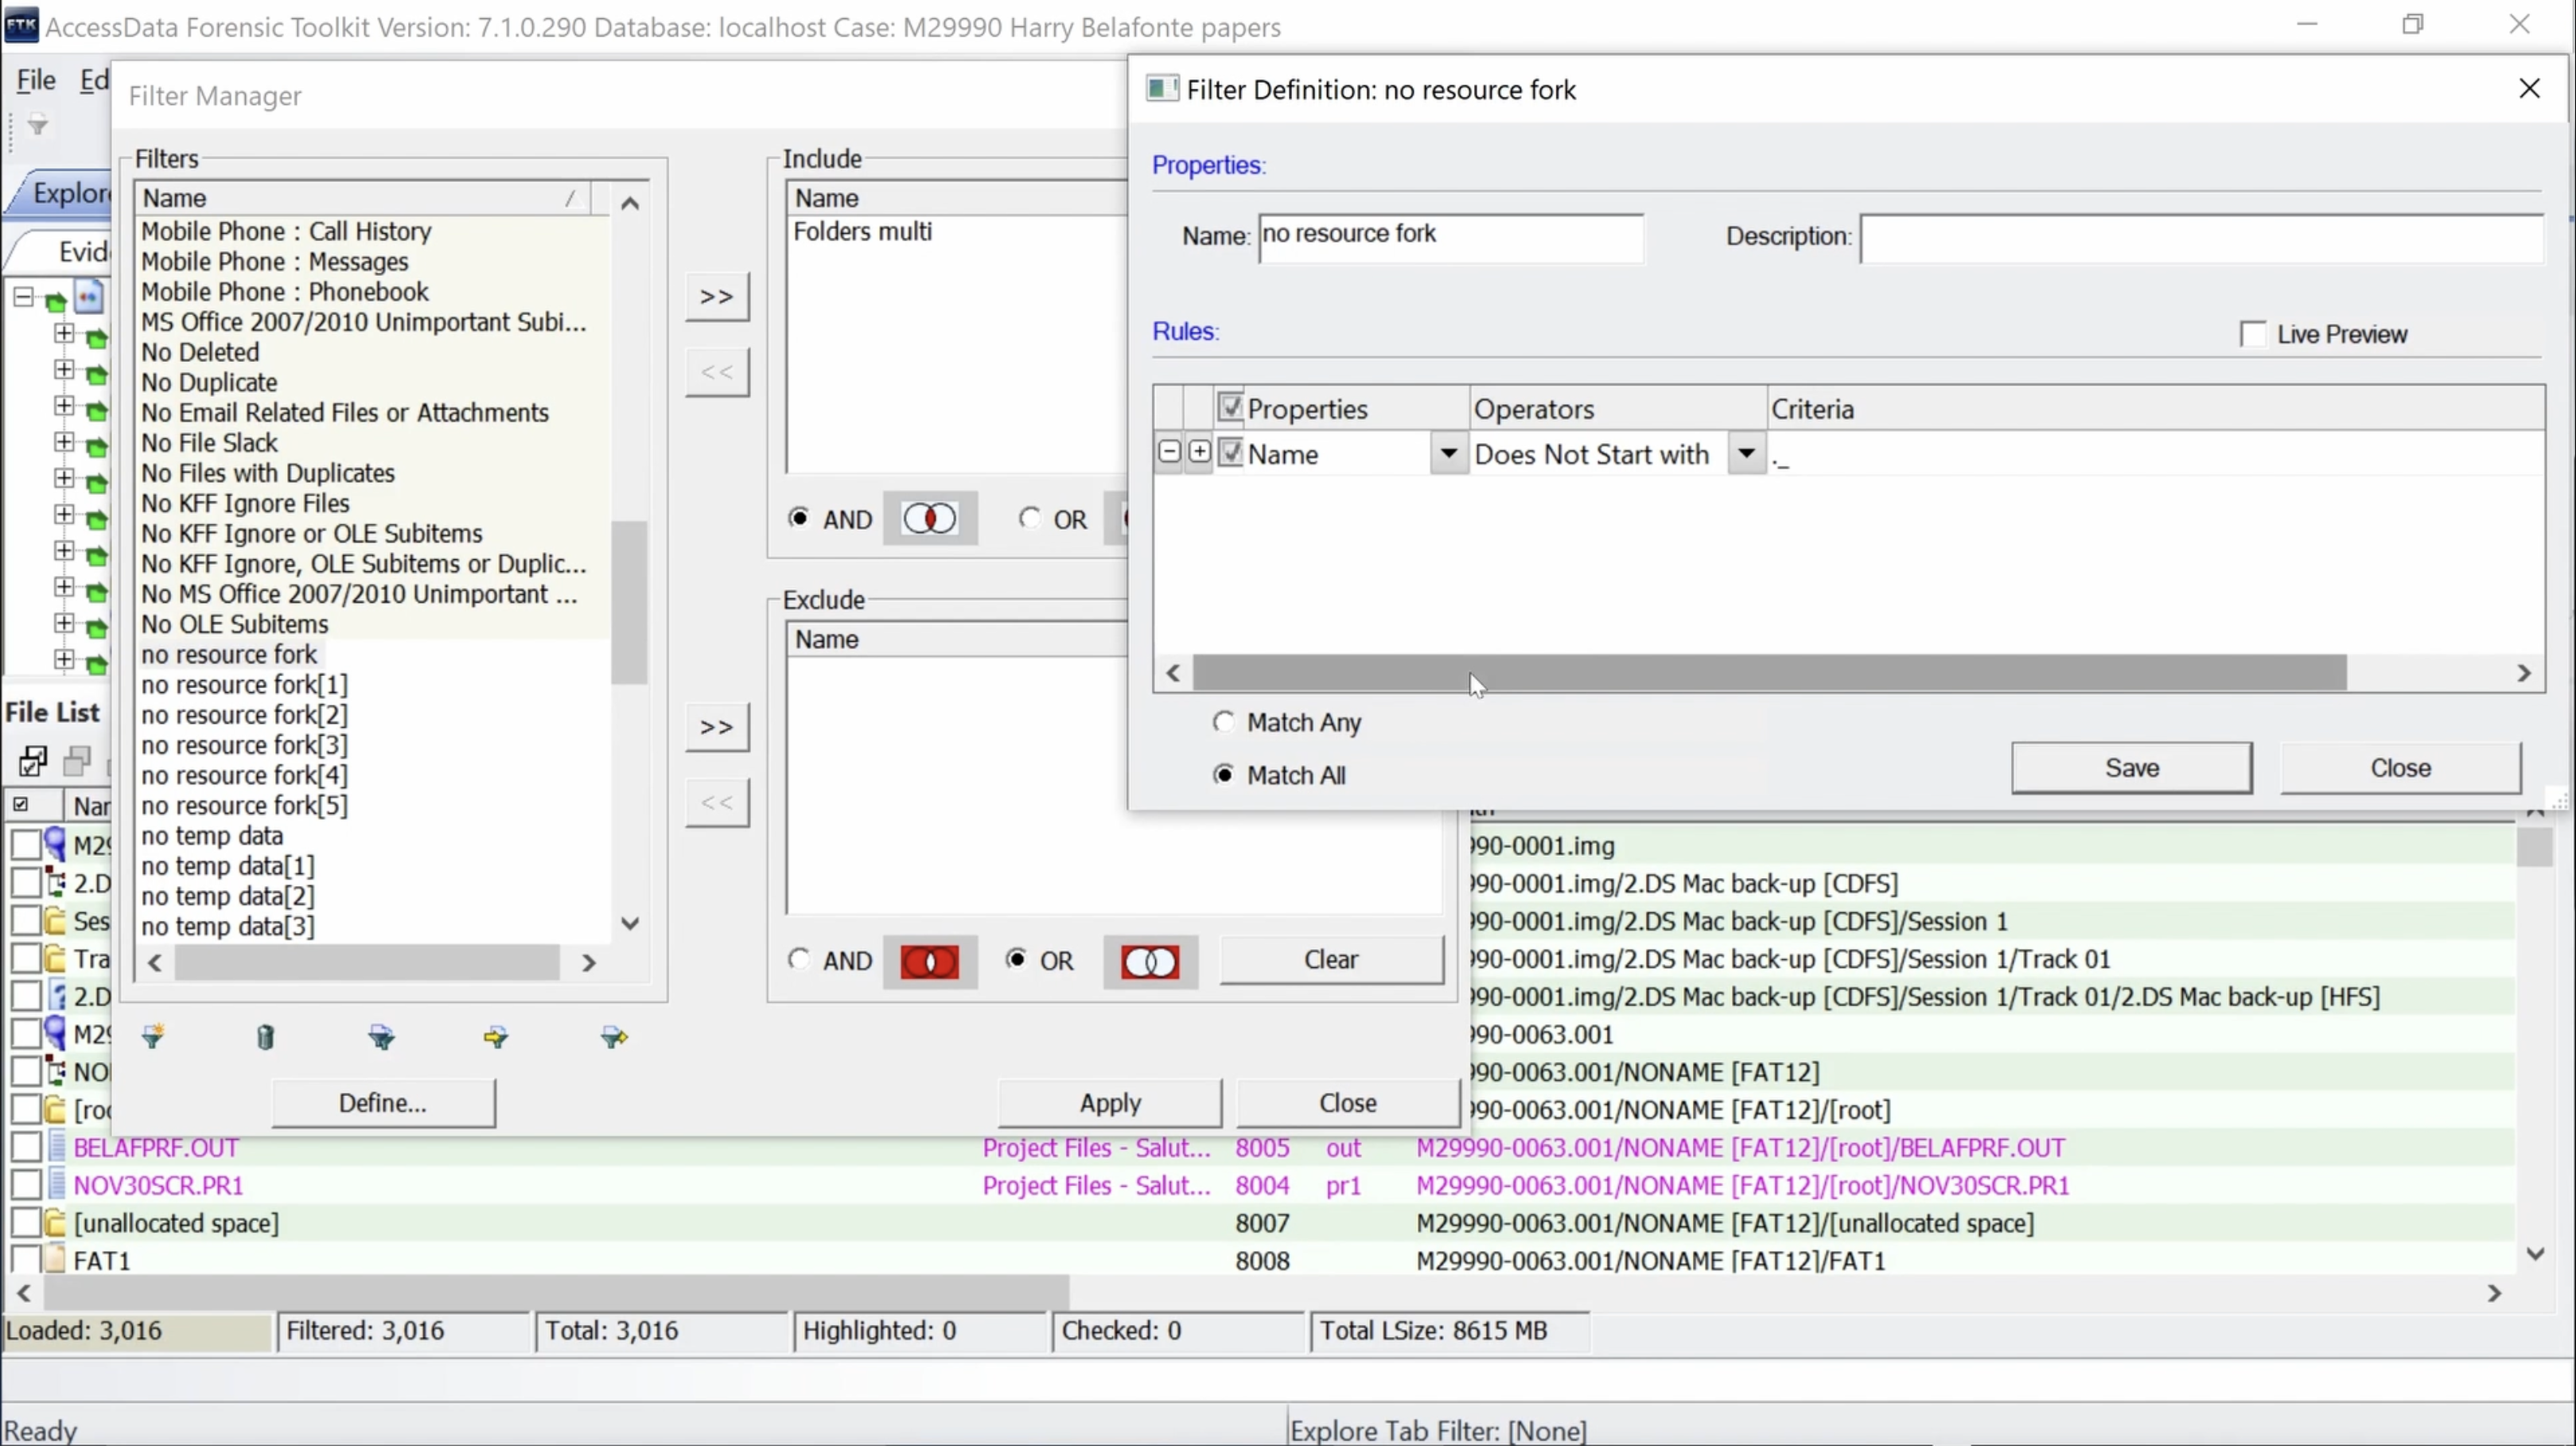 FTK AccessData Forensic Toolkit Version: 7.1.0.290 Database: localhost Case: M29990 Harry Belafonte papers
File Ed
Filter Manager
Filter Definition: no resource fork
Explore
Evid
Filters
Name
Mobile Phone : Call History
Mobile Phone : Messages
Mobile Phone : Phonebook
MS Office 2007/2010 Unimportant Subi...
No Deleted
No Duplicate
No Email Related Files or Attachments
No File Slack
No Files with Duplicates
No KFF Ignore Files
No KFF Ignore or OLE Subitems
No KFF Ignore, OLE Subitems or Duplic...
No MS Office 2007/2010 Unimportant ...
No OLE Subitems
no resource fork
no resource fork[1]
no resource fork[2]
no resource fork[3]
no resource fork[4]
no resource fork[5]
no temp data
no temp data[1]
no temp data[2]
no temp data[3]
>>
<<
>>
<<
Include
Name
Folders multi
AND OR
Exclude
Name
AND OR Clear
Define... Apply Close
Properties:
Name: no resource fork Description:
Rules: Live Preview
Properties Operators Criteria
Name Does Not Start with ._
Match Any
Match All
Save Close
File List
Nar
M29 990-0001.img
2.D 990-0001.img/2.DS Mac back-up [CDFS]
Ses 990-0001.img/2.DS Mac back-up [CDFS]/Session 1
Tra 990-0001.img/2.DS Mac back-up [CDFS]/Session 1/Track 01
2.D 990-0001.img/2.DS Mac back-up [CDFS]/Session 1/Track 01/2.DS Mac back-up [HFS]
M29 990-0063.001
NO 990-0063.001/NONAME [FAT12]
[roo 990-0063.001/NONAME [FAT12]/[root]
BELAFPRF.OUT Project Files - Salut... 8005 out M29990-0063.001/NONAME [FAT12]/[root]/BELAFPRF.OUT
NOV30SCR.PR1 Project Files - Salut... 8004 pr1 M29990-0063.001/NONAME [FAT12]/[root]/NOV30SCR.PR1
[unallocated space] 8007 M29990-0063.001/NONAME [FAT12]/[unallocated space]
FAT1 8008 M29990-0063.001/NONAME [FAT12]/FAT1
Loaded: 3,016 Filtered: 3,016 Total: 3,016 Highlighted: 0 Checked: 0 Total LSize: 8615 MB
Ready Explore Tab Filter: [None]